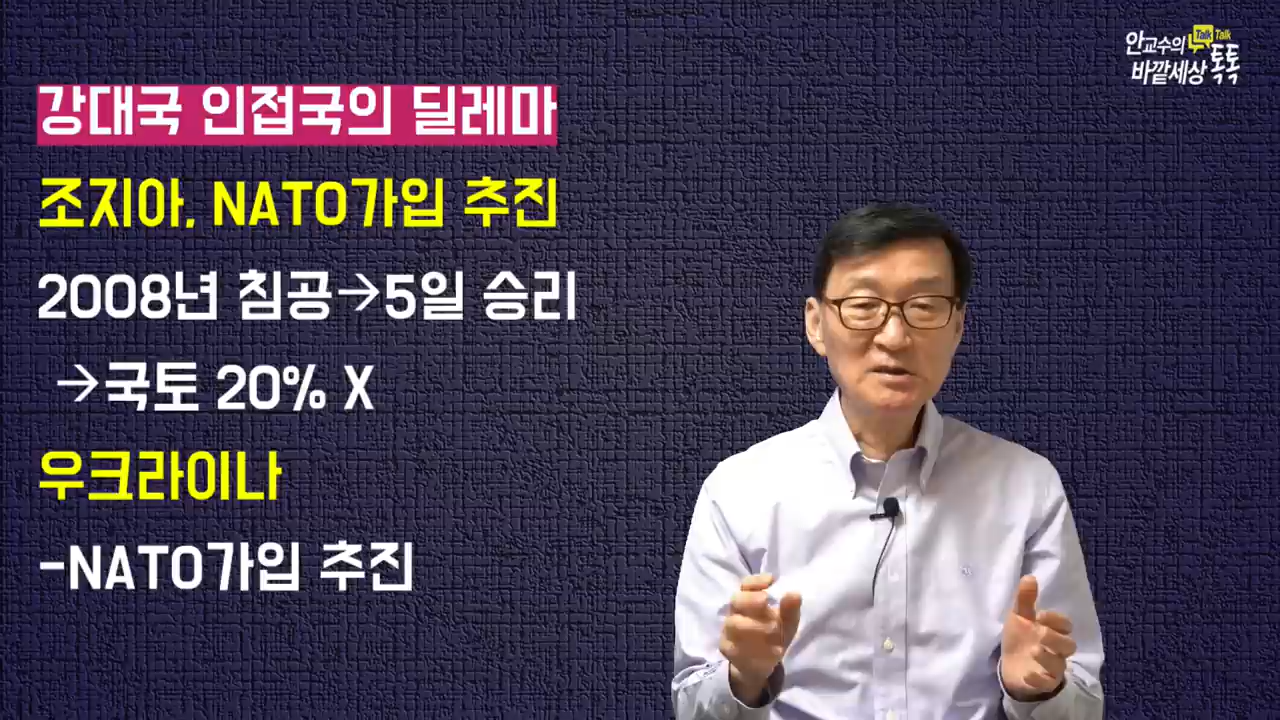 강대국 인접국의 딜레마
조지아, NATO가입 추진
2008년 침공→5일 승리
→국토 20% X
우크라이나
-NATO가입 추진
안교수의 Talk Talk
바깥세상 톡톡